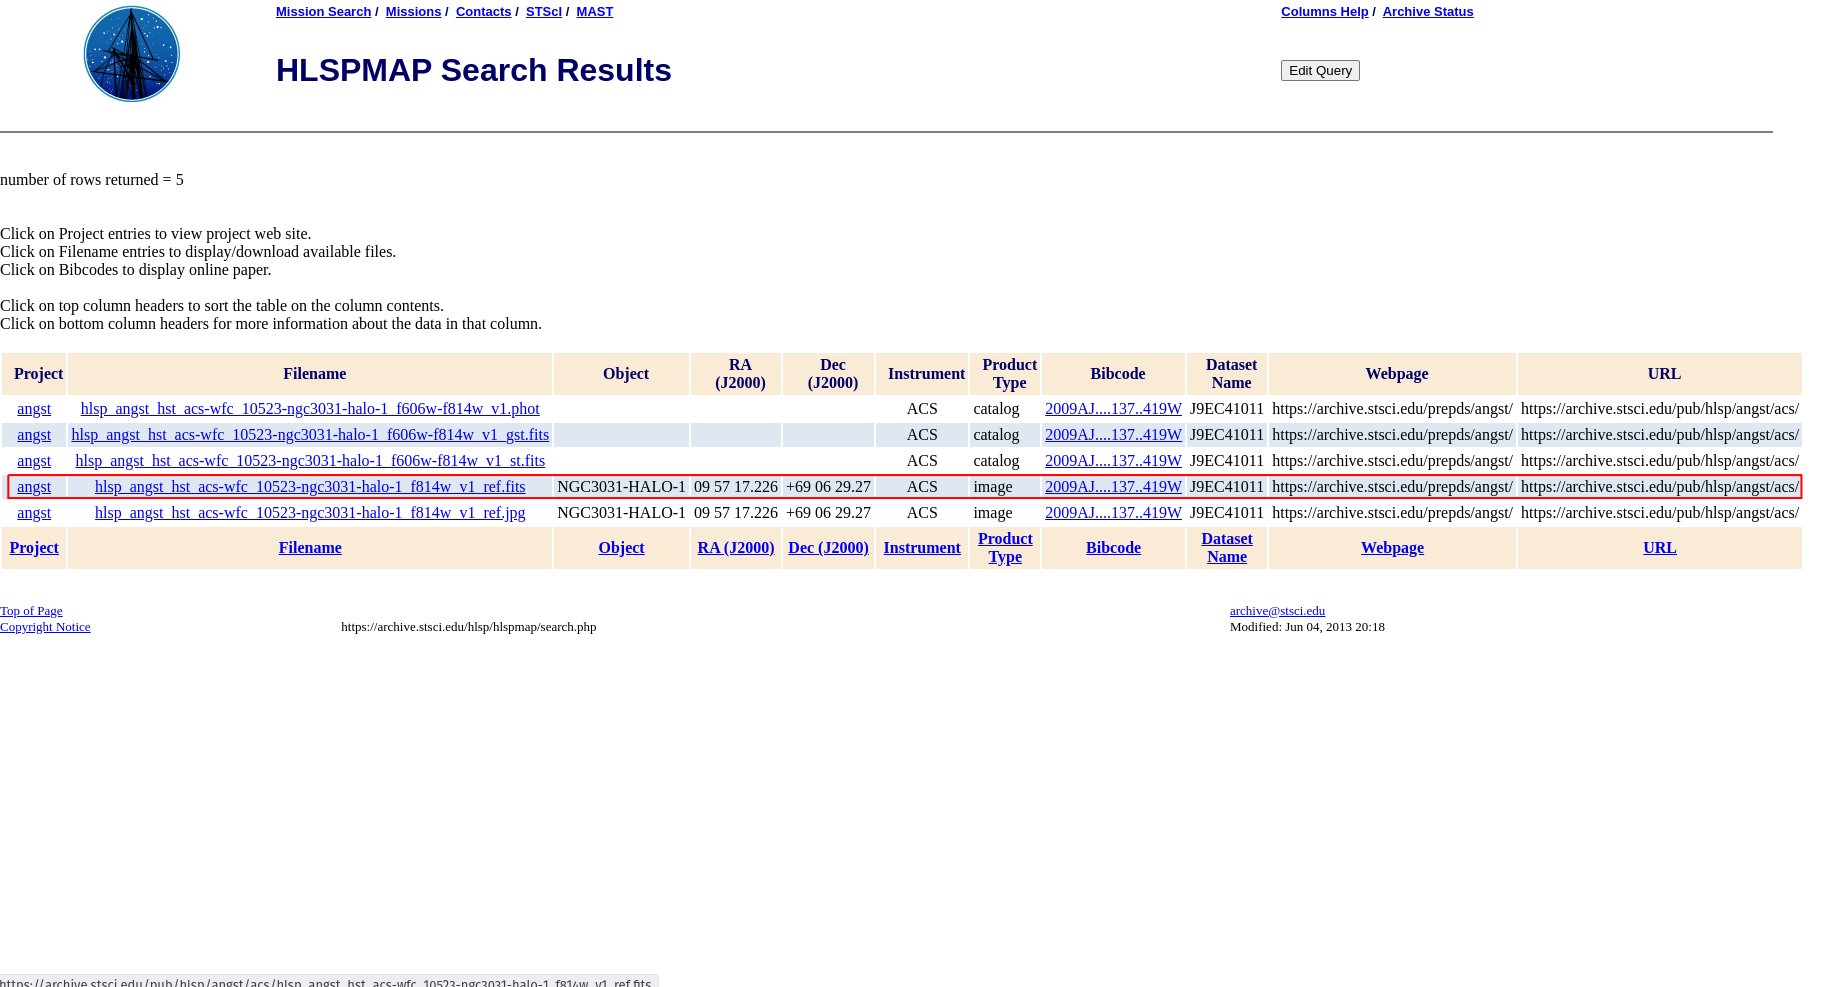 Mission Search / Missions / Contacts / STScI / MAST
Columns Help / Archive Status
HLSPMAP Search Results
Edit Query
number of rows returned = 5
Click on Project entries to view project web site.
Click on Filename entries to display/download available files.
Click on Bibcodes to display online paper.
Click on top column headers to sort the table on the column contents.
Click on bottom column headers for more information about the data in that column.
Project Filename Object RA (J2000) Dec (J2000) Instrument Product Type Bibcode Dataset Name Webpage URL
angst hlsp_angst_hst_acs-wfc_10523-ngc3031-halo-1_f606w-f814w_v1.phot ACS catalog 2009AJ....137..419W J9EC41011 https://archive.stsci.edu/prepds/angst/ https://archive.stsci.edu/pub/hlsp/angst/acs/
angst hlsp_angst_hst_acs-wfc_10523-ngc3031-halo-1_f606w-f814w_v1_gst.fits ACS catalog 2009AJ....137..419W J9EC41011 https://archive.stsci.edu/prepds/angst/ https://archive.stsci.edu/pub/hlsp/angst/acs/
angst hlsp_angst_hst_acs-wfc_10523-ngc3031-halo-1_f606w-f814w_v1_st.fits ACS catalog 2009AJ....137..419W J9EC41011 https://archive.stsci.edu/prepds/angst/ https://archive.stsci.edu/pub/hlsp/angst/acs/
angst hlsp_angst_hst_acs-wfc_10523-ngc3031-halo-1_f814w_v1_ref.fits NGC3031-HALO-1 09 57 17.226 +69 06 29.27 ACS image 2009AJ....137..419W J9EC41011 https://archive.stsci.edu/prepds/angst/ https://archive.stsci.edu/pub/hlsp/angst/acs/
angst hlsp_angst_hst_acs-wfc_10523-ngc3031-halo-1_f814w_v1_ref.jpg NGC3031-HALO-1 09 57 17.226 +69 06 29.27 ACS image 2009AJ....137..419W J9EC41011 https://archive.stsci.edu/prepds/angst/ https://archive.stsci.edu/pub/hlsp/angst/acs/
Project Filename Object RA (J2000) Dec (J2000) Instrument Product Type Bibcode Dataset Name Webpage URL
Top of Page archive@stsci.edu
Copyright Notice https://archive.stsci.edu/hlsp/hlspmap/search.php Modified: Jun 04, 2013 20:18
https://archive.stsci.edu/pub/hlsp/angst/acs/hlsp_angst_hst_acs-wfc_10523-ngc3031-halo-1_f814w_v1_ref.fits